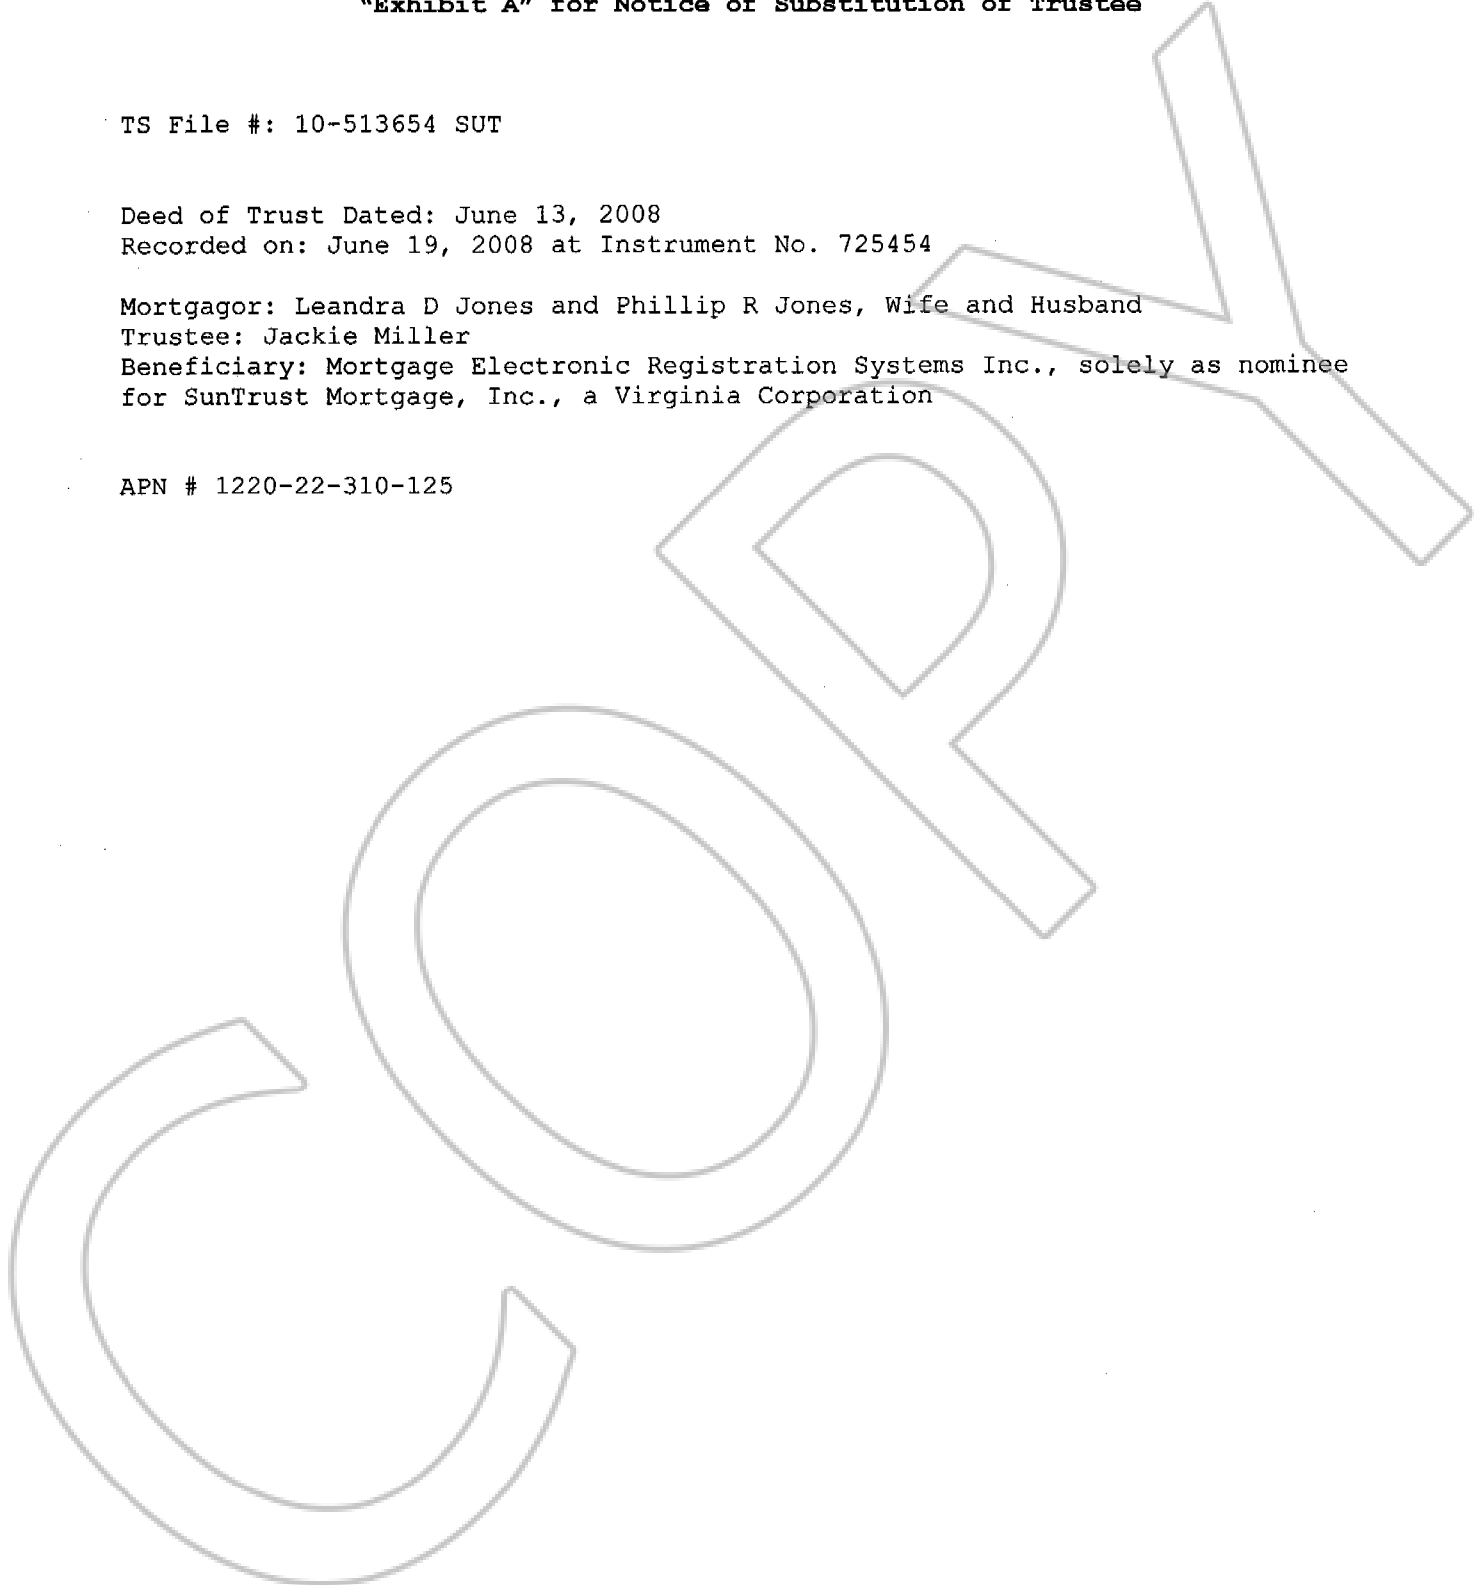 "Exhibit A" for Notice of Substitution of Trustee
TS File #: 10-513654 SUT
Deed of Trust Dated: June 13, 2008
Recorded on: June 19, 2008 at Instrument No. 725454
Mortgagor: Leandra D Jones and Phillip R Jones, Wife and Husband
Trustee: Jackie Miller
Beneficiary: Mortgage Electronic Registration Systems Inc., solely as nominee
for SunTrust Mortgage, Inc., a Virginia Corporation
APN # 1220-22-310-125
COPY